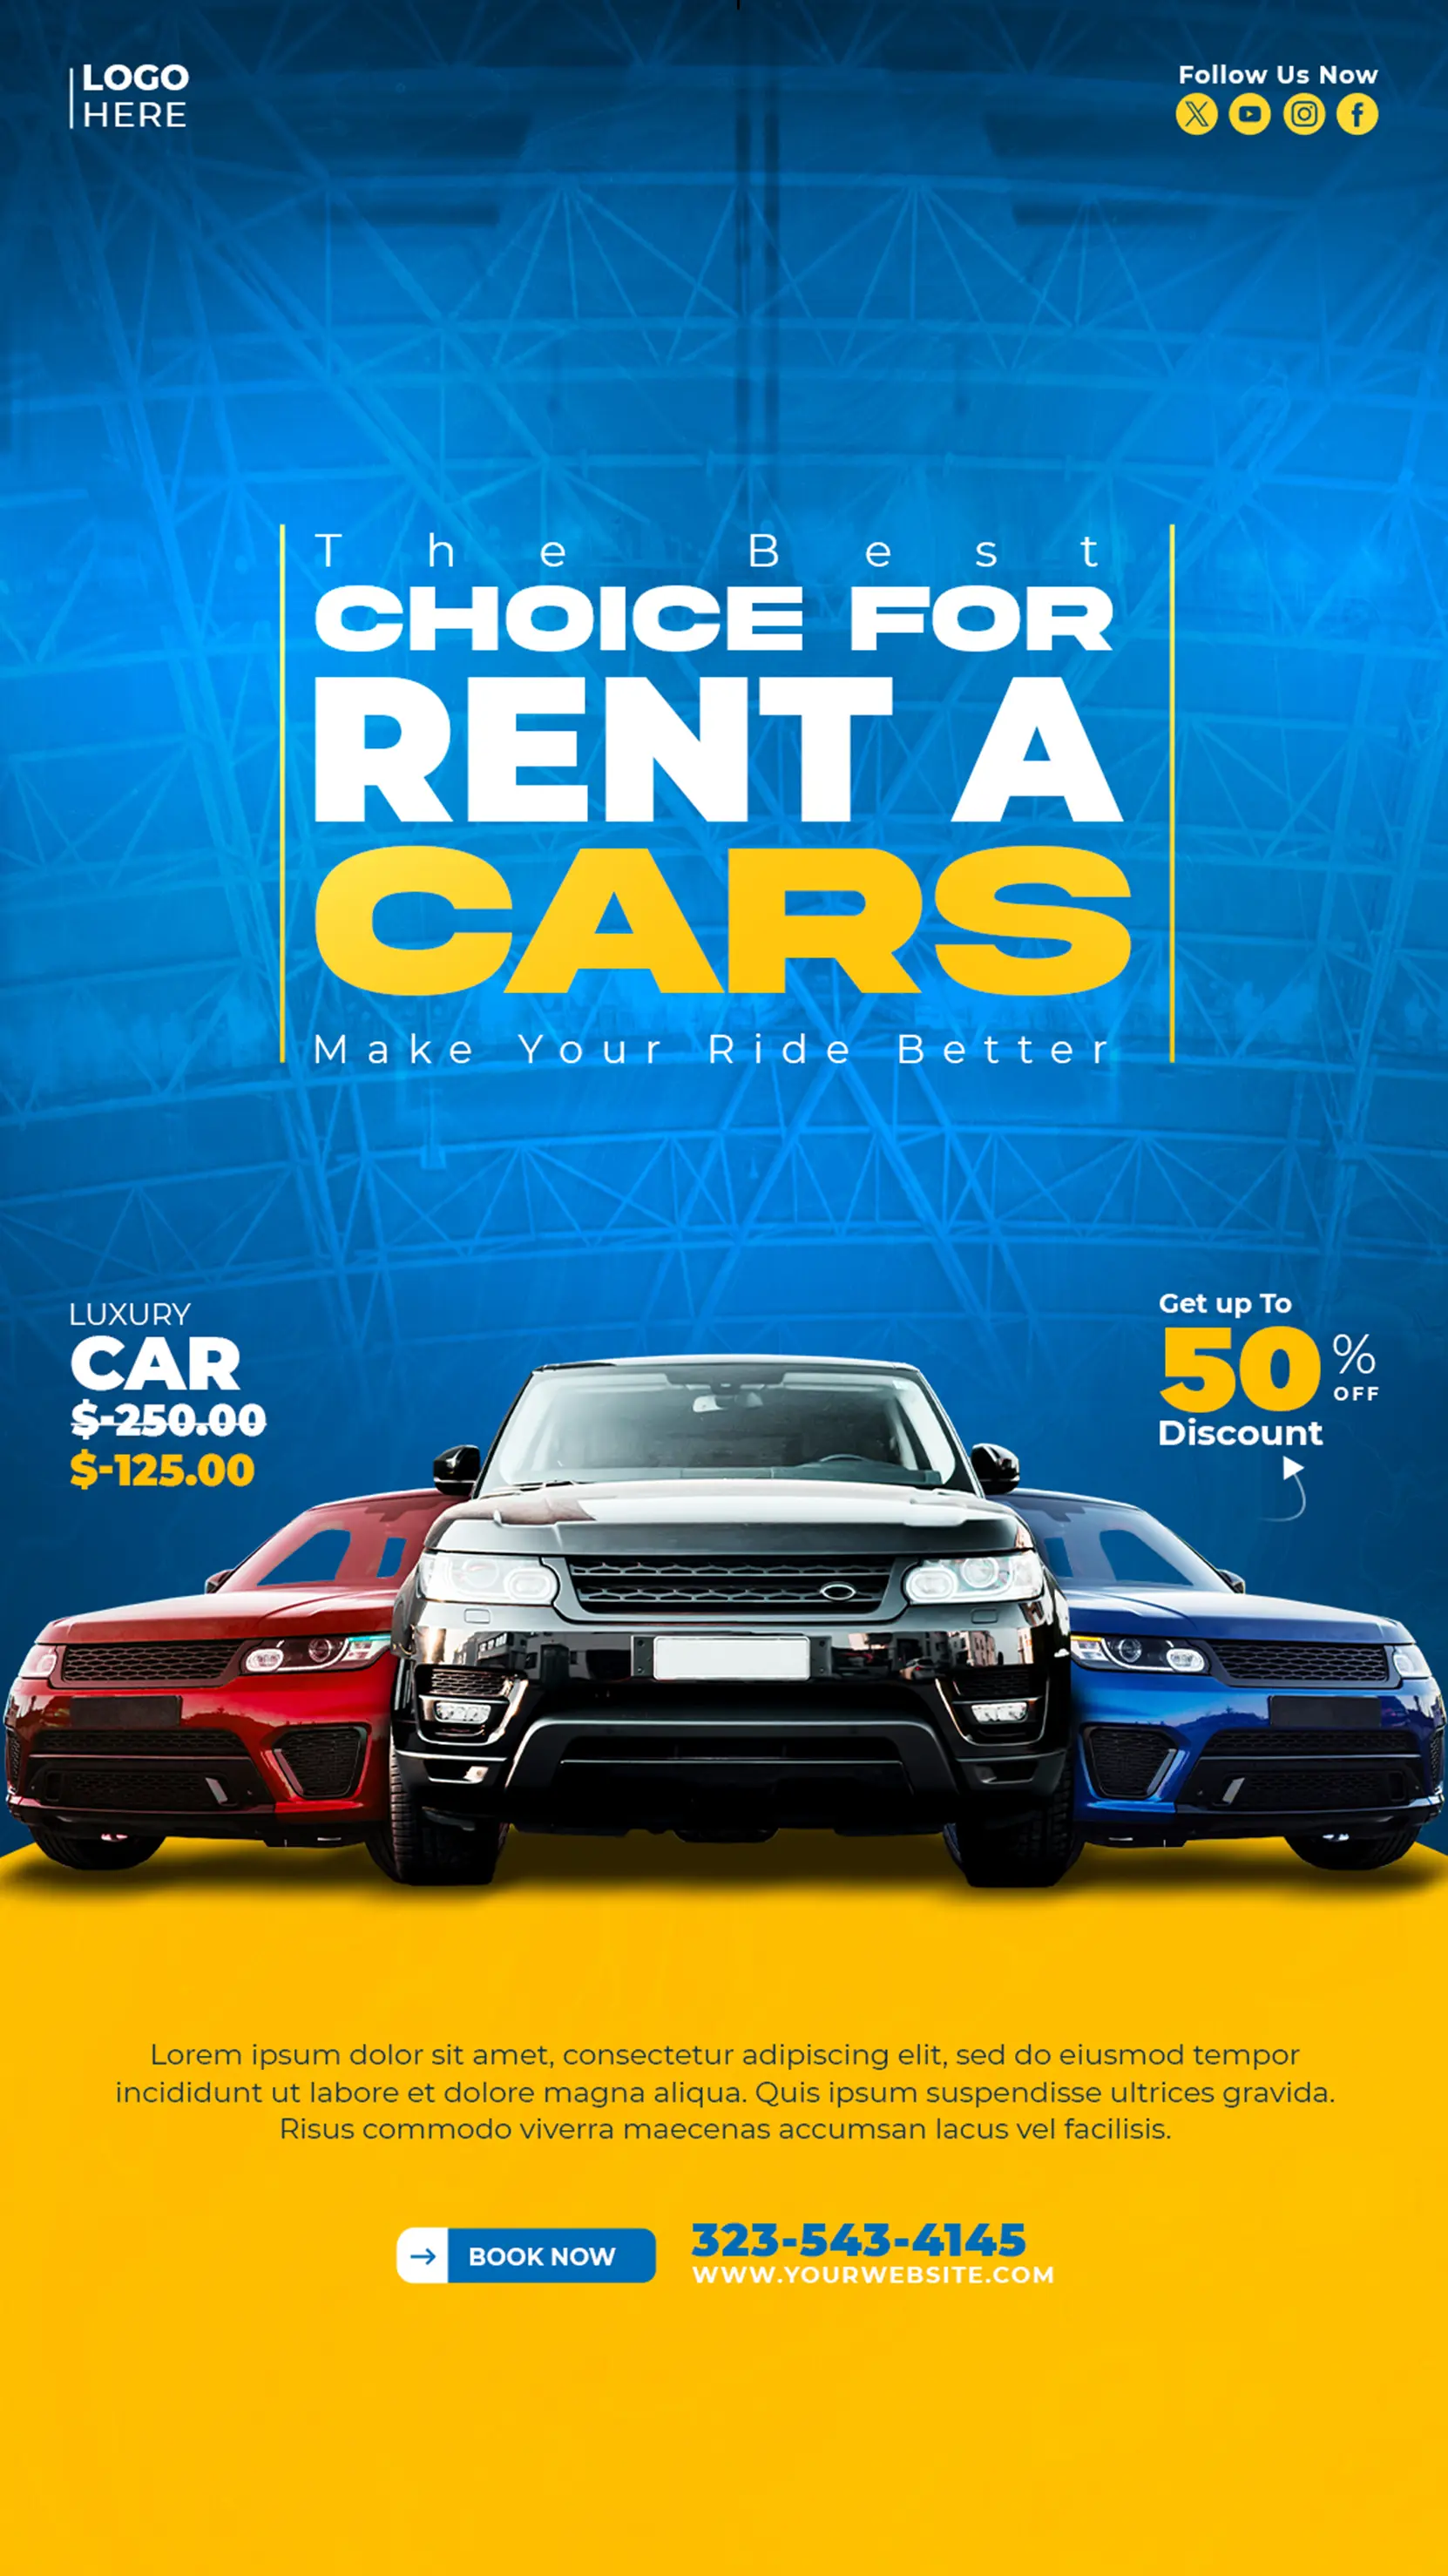 LOGO
HERE
Follow Us Now
The Best
CHOICE FOR
RENT A
CARS
Make Your Ride Better
LUXURY
CAR
$-250.00
$-125.00
Get up To
50 %
OFF
Discount
Lorem ipsum dolor sit amet, consectetur adipiscing elit, sed do eiusmod tempor
incididunt ut labore et dolore magna aliqua. Quis ipsum suspendisse ultrices gravida.
Risus commodo viverra maecenas accumsan lacus vel facilisis.
BOOK NOW
323-543-4145
WWW.YOURWEBSITE.COM